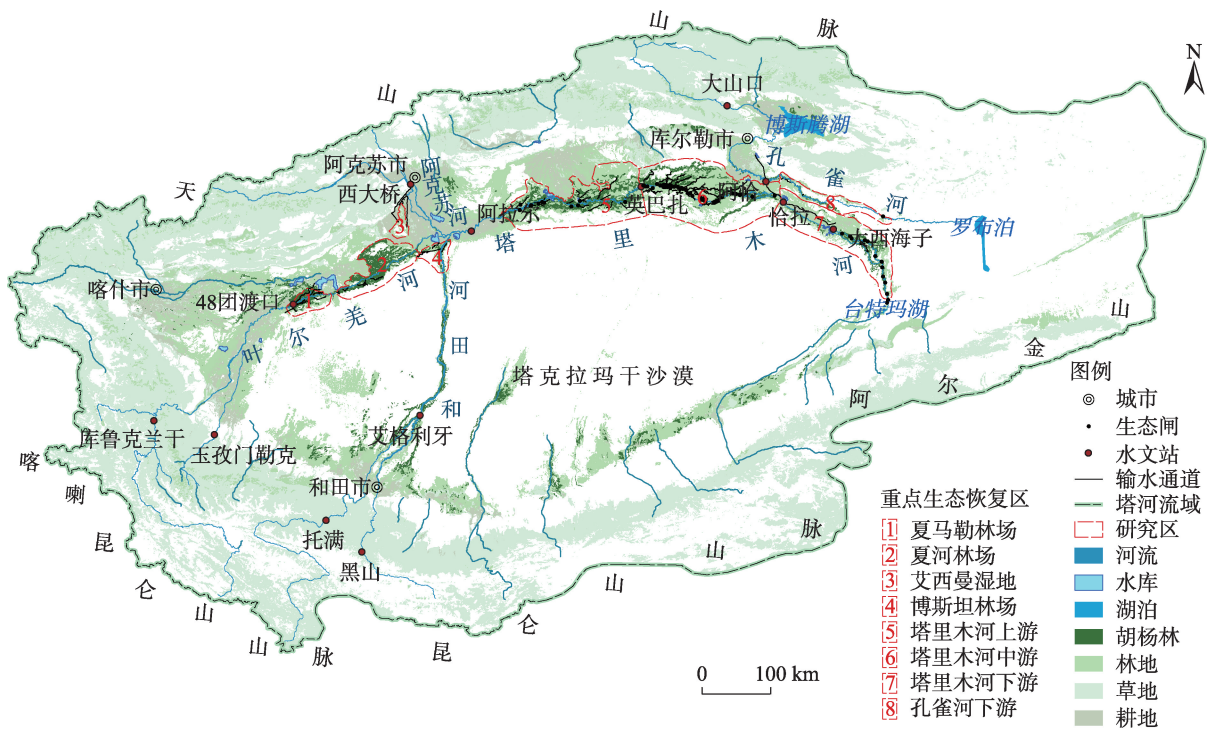 山
脉
N
山
大山口
博斯腾湖
库尔勒市
孔
雀
河
天
阿克苏市
阿
克
苏
河
西大桥
3
阿拉尔
5
英巴扎
6
阿恰
8
恰拉
7
大西海子
罗布泊
塔
里
木
河
2
4
河
喀什市
48团渡口
1
羌
尔
叶
河
田
和
台特玛湖
山
金
尔
阿
塔克拉玛干沙漠
库鲁克兰干
玉孜门勒克
艾格利牙
和田市
托满
黑山
喀
喇
昆
仑
山
山
脉
昆
仑
山
山
脉
0 100 km
重点生态恢复区
1 夏马勒林场
2 夏河林场
3 艾西曼湿地
4 博斯坦林场
5 塔里木河上游
6 塔里木河中游
7 塔里木河下游
8 孔雀河下游
图例
城市
生态闸
水文站
输水通道
塔河流域
研究区
河流
水库
湖泊
胡杨林
林地
草地
耕地